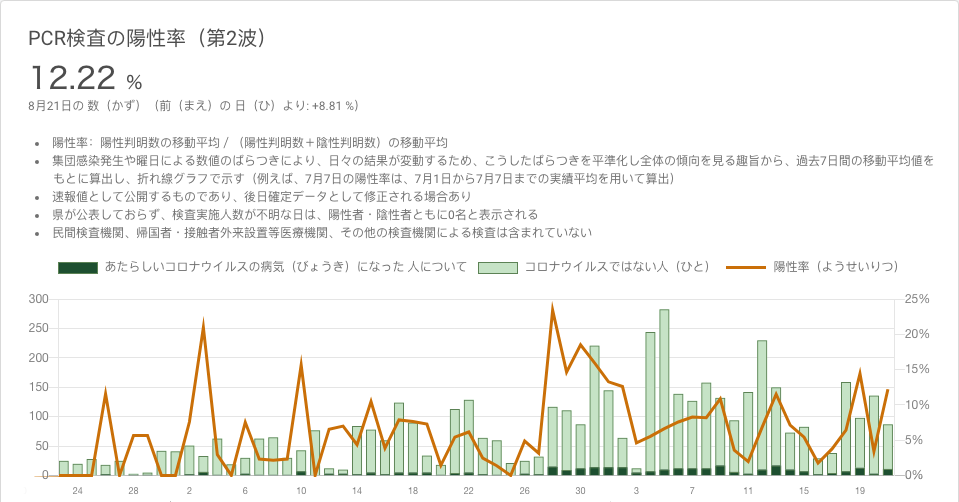 PCR検査の陽性率（第2波）
12.22 %
8月21日の 数（かず）（前（まえ）の 日（ひ）より: +8.81 %）
• 陽性率：陽性判明数の移動平均 / （陽性判明数＋陰性判明数）の移動平均
• 集団感染発生や曜日による数値のばらつきにより、日々の結果が変動するため、こうしたばらつきを平準化し全体の傾向を見る趣旨から、過去7日間の移動平均値を
もとに算出し、折れ線グラフで示す（例えば、7月7日の陽性率は、7月1日から7月7日までの実績平均を用いて算出）
• 速報値として公開するものであり、後日確定データとして修正される場合あり
• 県が公表しておらず、検査実施人数が不明な日は、陽性者・陰性者ともに0名と表示される
• 民間検査機関、帰国者・接触者外来設置等医療機関、その他の検査機関による検査は含まれていない
あたらしいコロナウイルスの病気（びょうき）になった 人について コロナウイルスではない人（ひと） 陽性率（ようせいりつ）
300 25%
250 20%
200
150 15%
100 10%
50 5%
0 0%
24 28 2 6 10 14 18 22 26 30 3 7 11 15 19